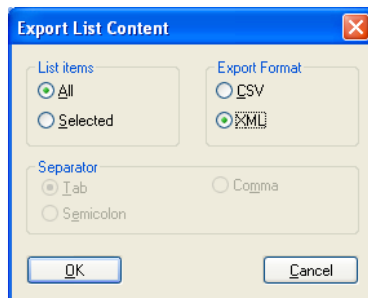 Export List Content
List items
All
Selected
Export Format
CSV
XML
Separator
Tab
Comma
Semicolon
OK
Cancel